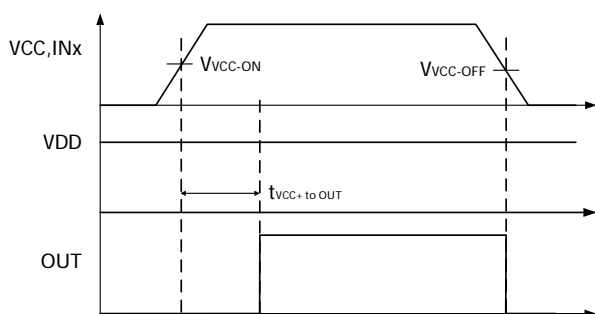 VCC,INx
VVCC-ON
VVCC-OFF
VDD
tVCC+ to OUT
OUT